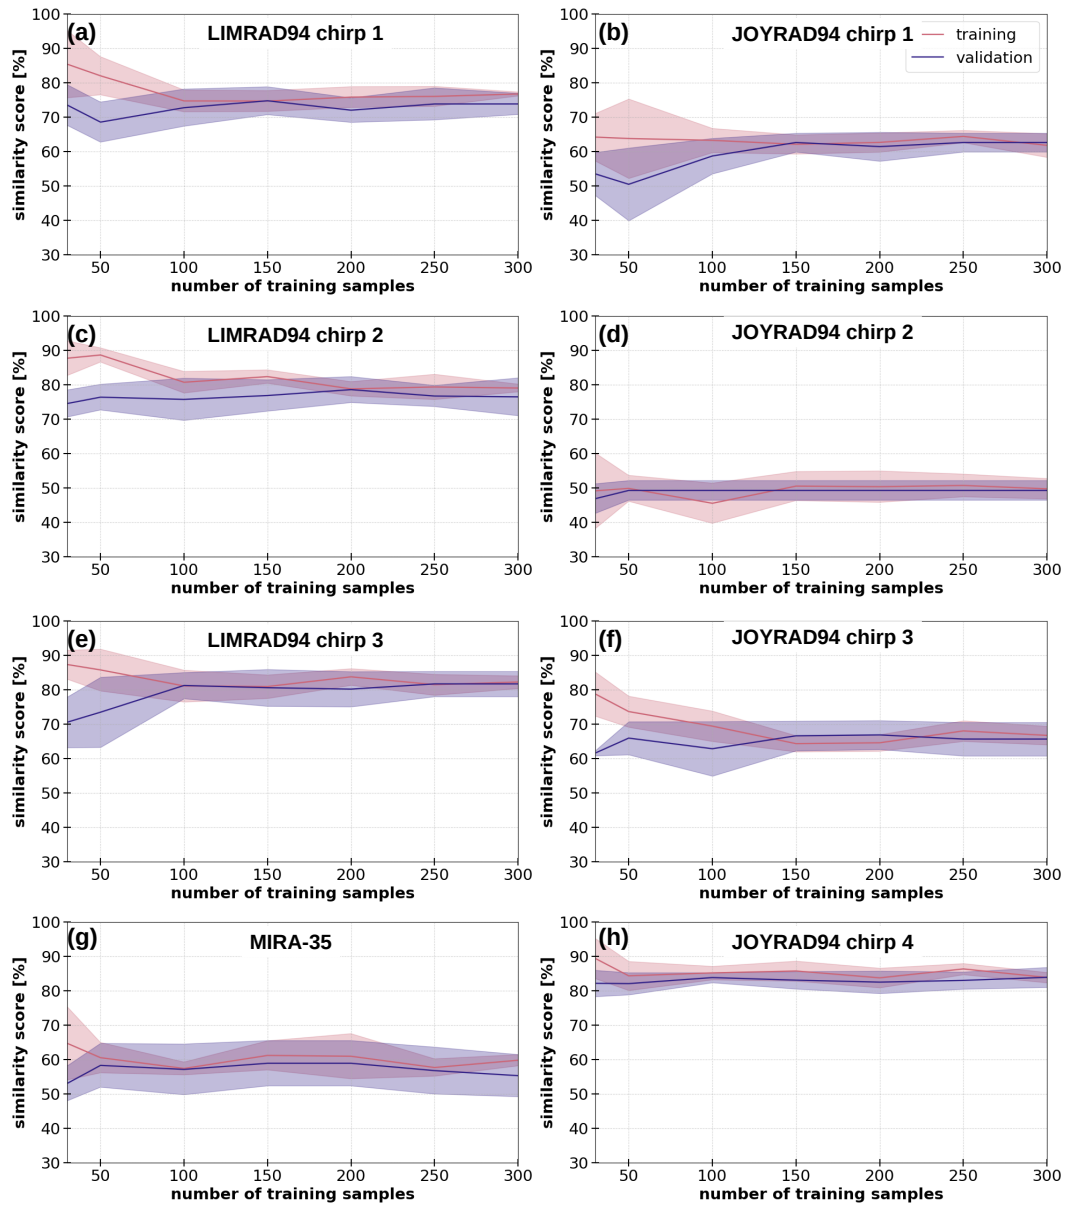 (a) LIMRAD94 chirp 1
100
90
80
70
60
50
40
30
similarity score [%]
50 100 150 200 250 300
number of training samples
(b) JOYRAD94 chirp 1
training
validation
100
90
80
70
60
50
40
30
similarity score [%]
50 100 150 200 250 300
number of training samples
(c) LIMRAD94 chirp 2
100
90
80
70
60
50
40
30
similarity score [%]
50 100 150 200 250 300
number of training samples
(d) JOYRAD94 chirp 2
100
90
80
70
60
50
40
30
similarity score [%]
50 100 150 200 250 300
number of training samples
(e) LIMRAD94 chirp 3
100
90
80
70
60
50
40
30
similarity score [%]
50 100 150 200 250 300
number of training samples
(f) JOYRAD94 chirp 3
100
90
80
70
60
50
40
30
similarity score [%]
50 100 150 200 250 300
number of training samples
(g) MIRA-35
100
90
80
70
60
50
40
30
similarity score [%]
50 100 150 200 250 300
number of training samples
(h) JOYRAD94 chirp 4
100
90
80
70
60
50
40
30
similarity score [%]
50 100 150 200 250 300
number of training samples